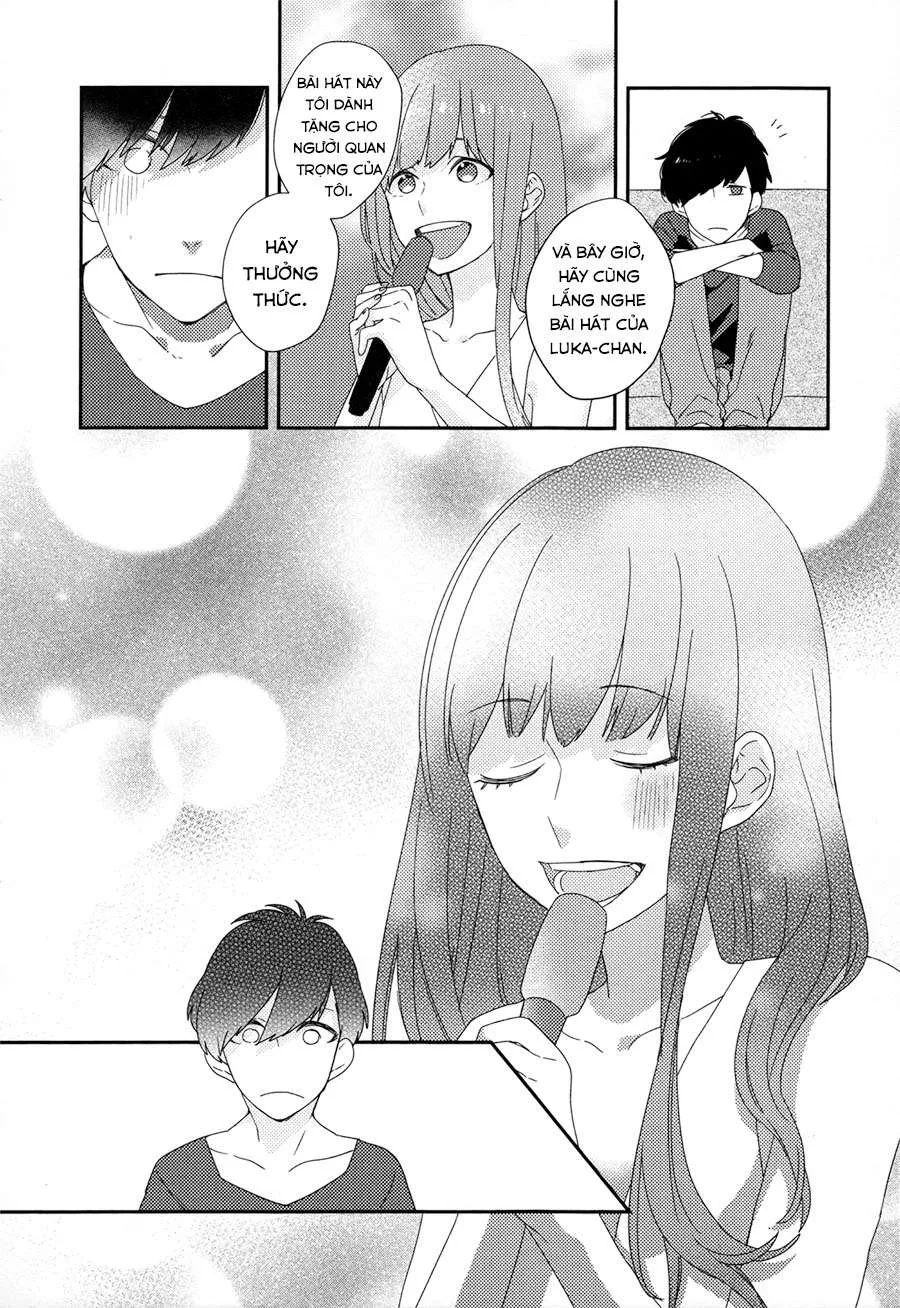 VÀ BÂY GIỜ,
HÃY CÙNG
LẮNG NGHE
BÀI HÁT CỦA
LUKA-CHAN.
BÀI HÁT NÀY
TÔI DÀNH
TẶNG CHO
NGƯỜI QUAN
TRỌNG CỦA
TÔI.
HÃY
THƯỞNG
THỨC.